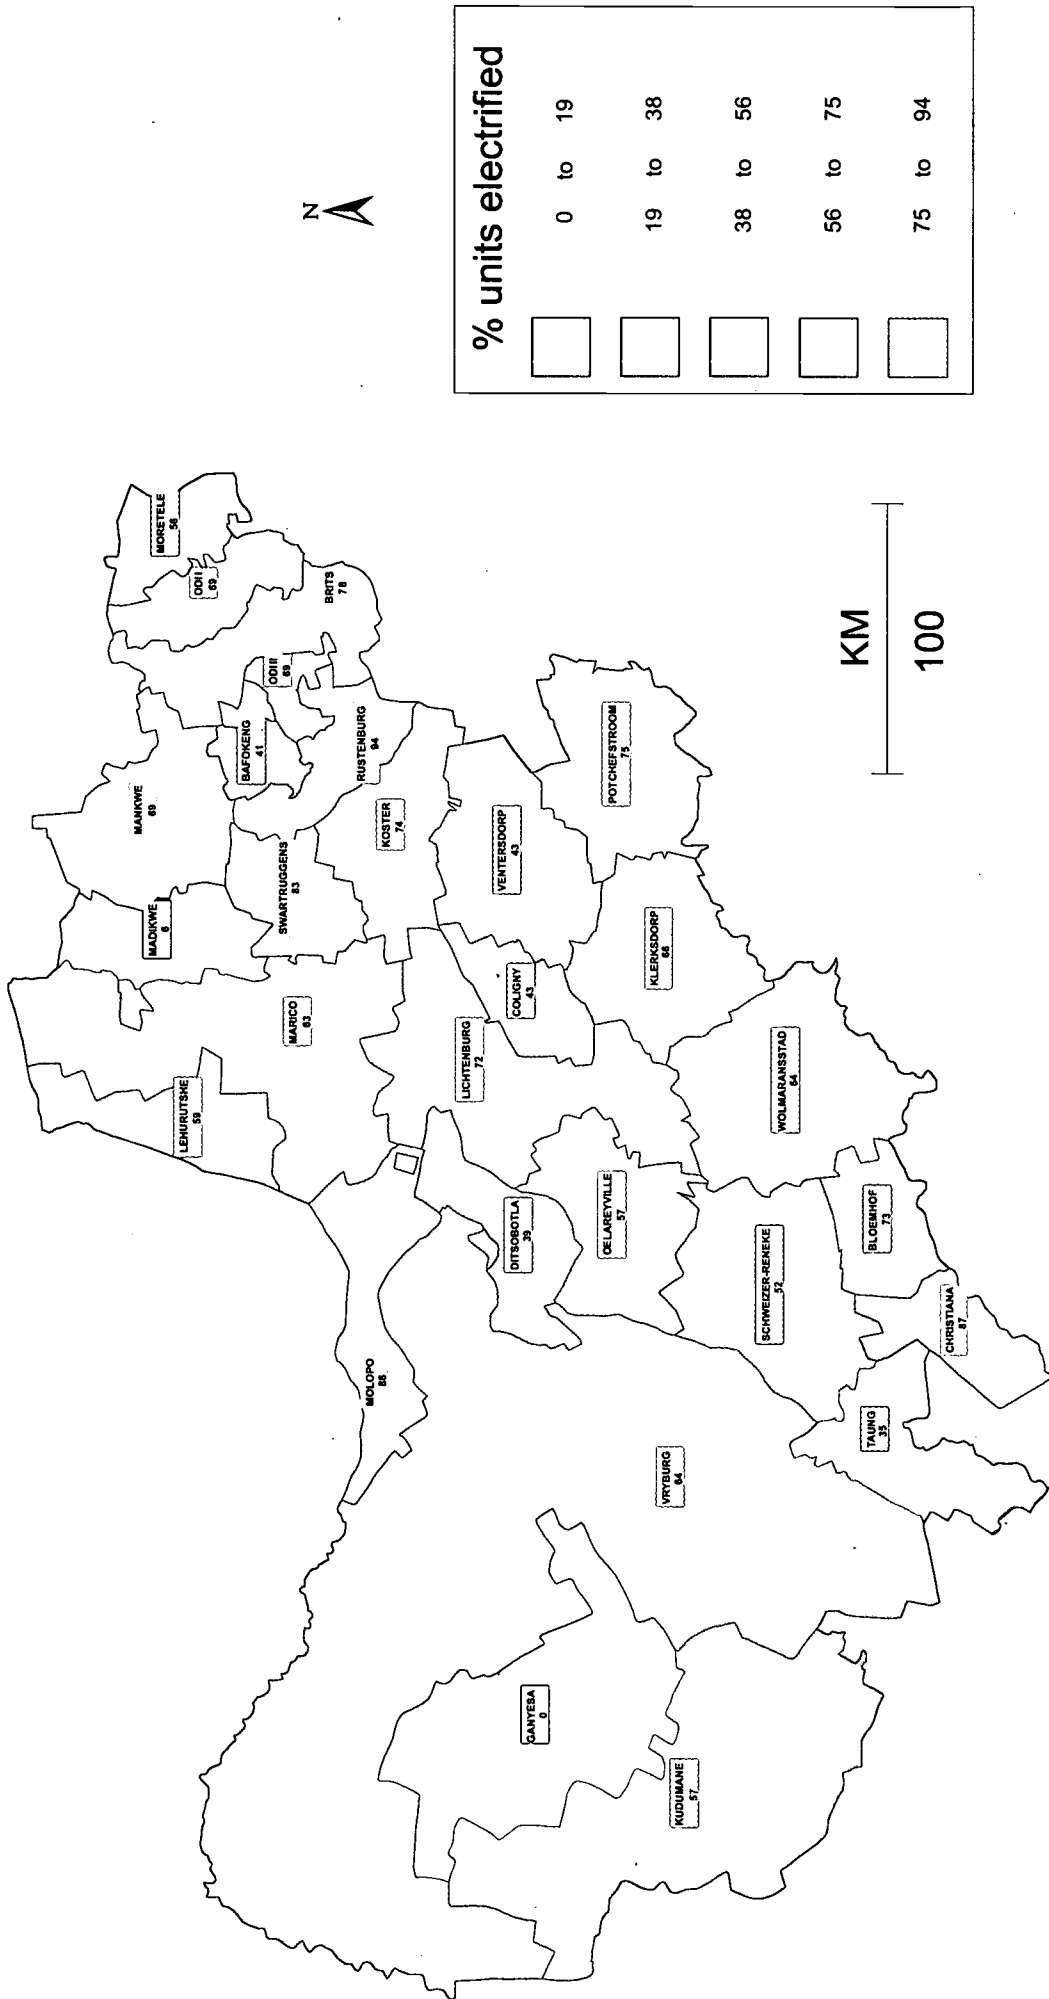 N
% units electrified
0 to 19
19 to 38
38 to 56
56 to 75
75 to 94
KM
100
MORETELE
56
ODI I
69
BRITS
78
ODI II
69
BAFOKENG
41
RUSTENBURG
94
MANKWE
69
KOSTER
74
SWARTRUGGENS
83
MADIKWE
6
VENTERSDORP
43
POTCHEFSTROOM
75
KLERKSDORP
66
COLIGNY
43
MARICO
63
LICHTENBURG
72
LEHURUTSHE
59
WOLMARANSSTAD
64
DITSOBOTLA
39
OELAREYVILLE
57
BLOEMHOF
73
SCHWEIZER-RENEKE
52
CHRISTIANA
87
MOLOPO
TAUNG
35
VRYBURG
64
GANYESA
0
KUDUMANE
57